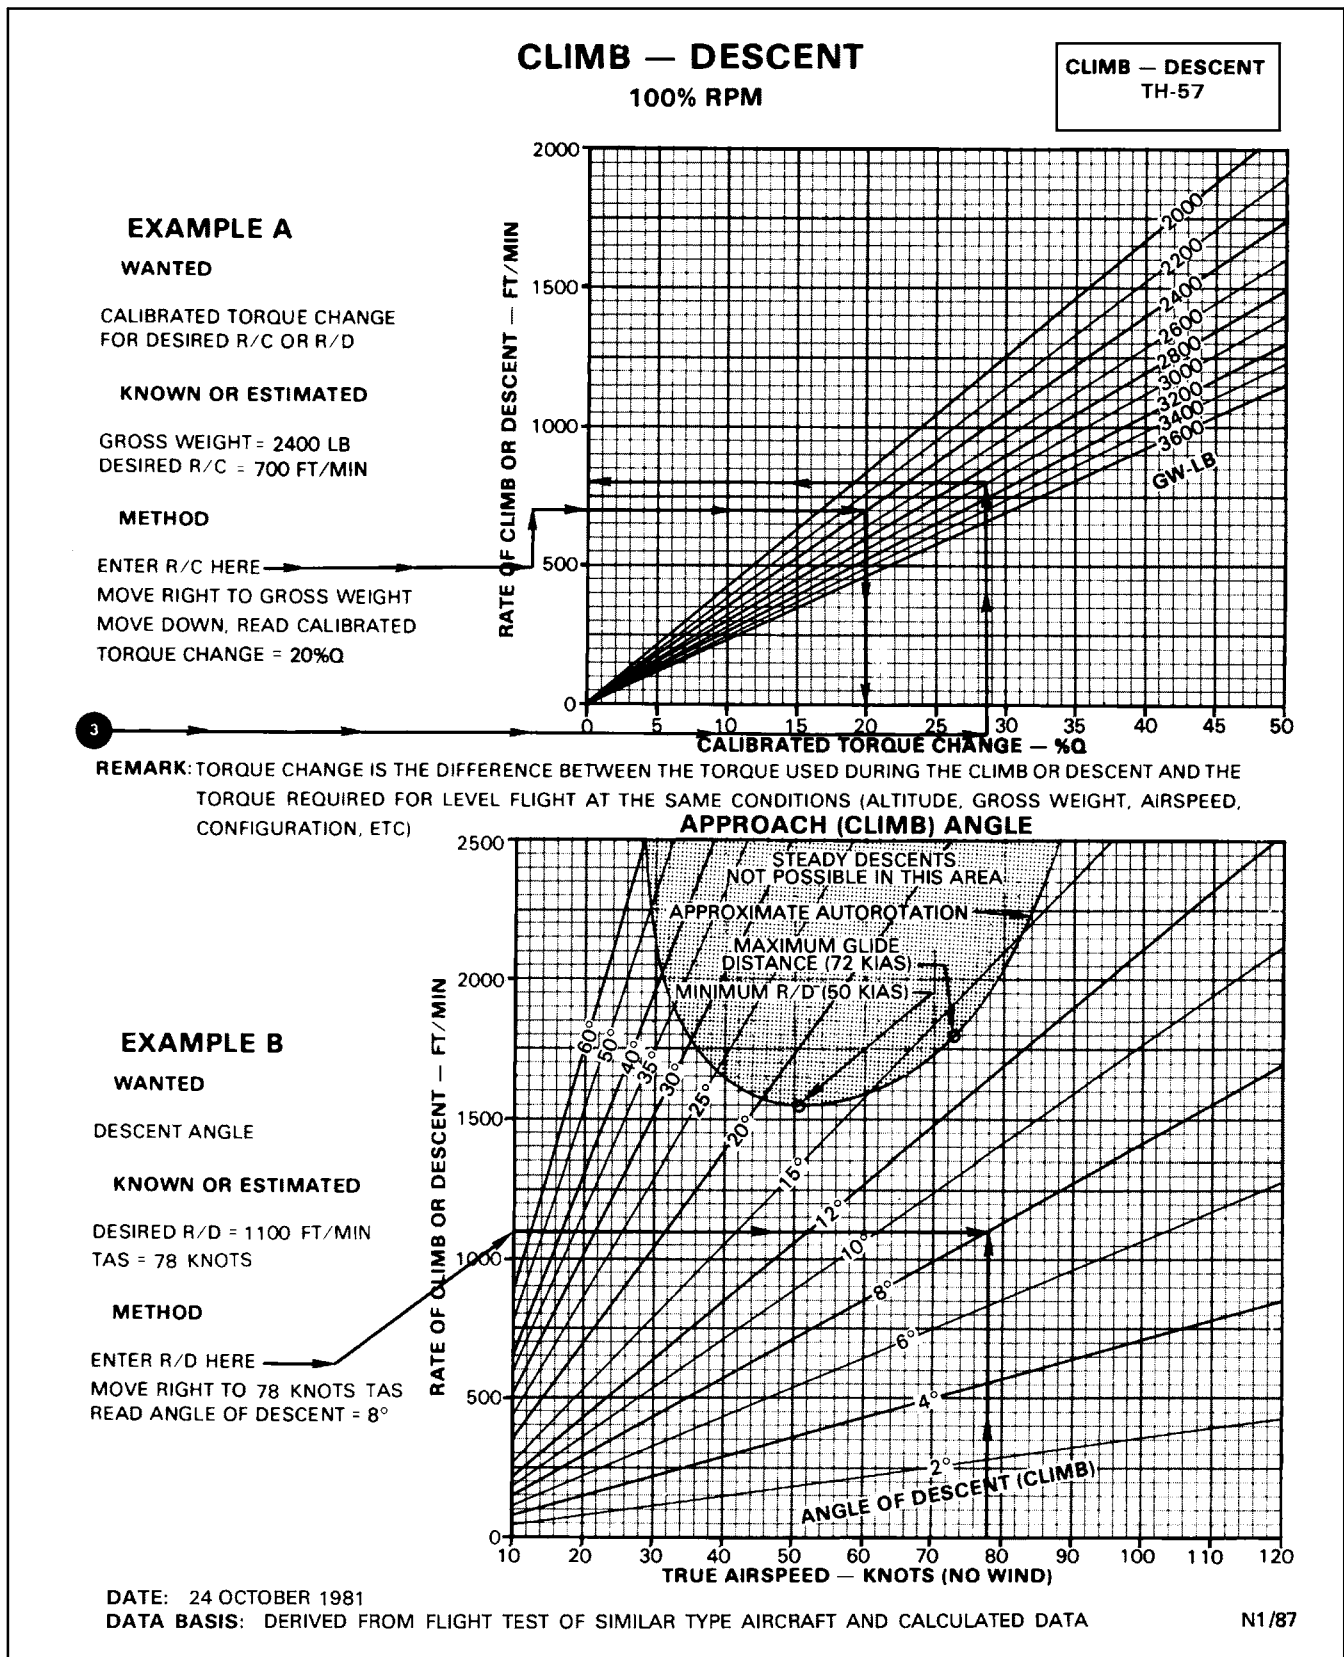 CLIMB — DESCENT
100% RPM
CLIMB — DESCENT
TH-57
EXAMPLE A
WANTED
CALIBRATED TORQUE CHANGE
FOR DESIRED R/C OR R/D
KNOWN OR ESTIMATED
GROSS WEIGHT = 2400 LB
DESIRED R/C = 700 FT/MIN
METHOD
ENTER R/C HERE
MOVE RIGHT TO GROSS WEIGHT
MOVE DOWN, READ CALIBRATED
TORQUE CHANGE = 20%Q
RATE OF CLIMB OR DESCENT — FT/MIN
2000
1500
1000
500
0
2000
2200
2400
2600
2800
3000
3200
3400
3600
GW-LB
0 5 10 15 20 25 30 35 40 45 50
CALIBRATED TORQUE CHANGE — %Q
3
REMARK: TORQUE CHANGE IS THE DIFFERENCE BETWEEN THE TORQUE USED DURING THE CLIMB OR DESCENT AND THE
TORQUE REQUIRED FOR LEVEL FLIGHT AT THE SAME CONDITIONS (ALTITUDE, GROSS WEIGHT, AIRSPEED,
CONFIGURATION, ETC)
APPROACH (CLIMB) ANGLE
EXAMPLE B
WANTED
DESCENT ANGLE
KNOWN OR ESTIMATED
DESIRED R/D = 1100 FT/MIN
TAS = 78 KNOTS
METHOD
ENTER R/D HERE
MOVE RIGHT TO 78 KNOTS TAS
READ ANGLE OF DESCENT = 8°
RATE OF CLIMB OR DESCENT — FT/MIN
2500
2000
1500
1000
500
0
STEADY DESCENTS
NOT POSSIBLE IN THIS AREA
APPROXIMATE AUTOROTATION
MAXIMUM GLIDE
DISTANCE (72 KIAS)
MINIMUM R/D (50 KIAS)
60°
50°
40°
35°
30°
25°
20°
15°
12°
10°
8°
6°
4°
2°
ANGLE OF DESCENT (CLIMB)
10 20 30 40 50 60 70 80 90 100 110 120
TRUE AIRSPEED — KNOTS (NO WIND)
DATE: 24 OCTOBER 1981
DATA BASIS: DERIVED FROM FLIGHT TEST OF SIMILAR TYPE AIRCRAFT AND CALCULATED DATA
N1/87